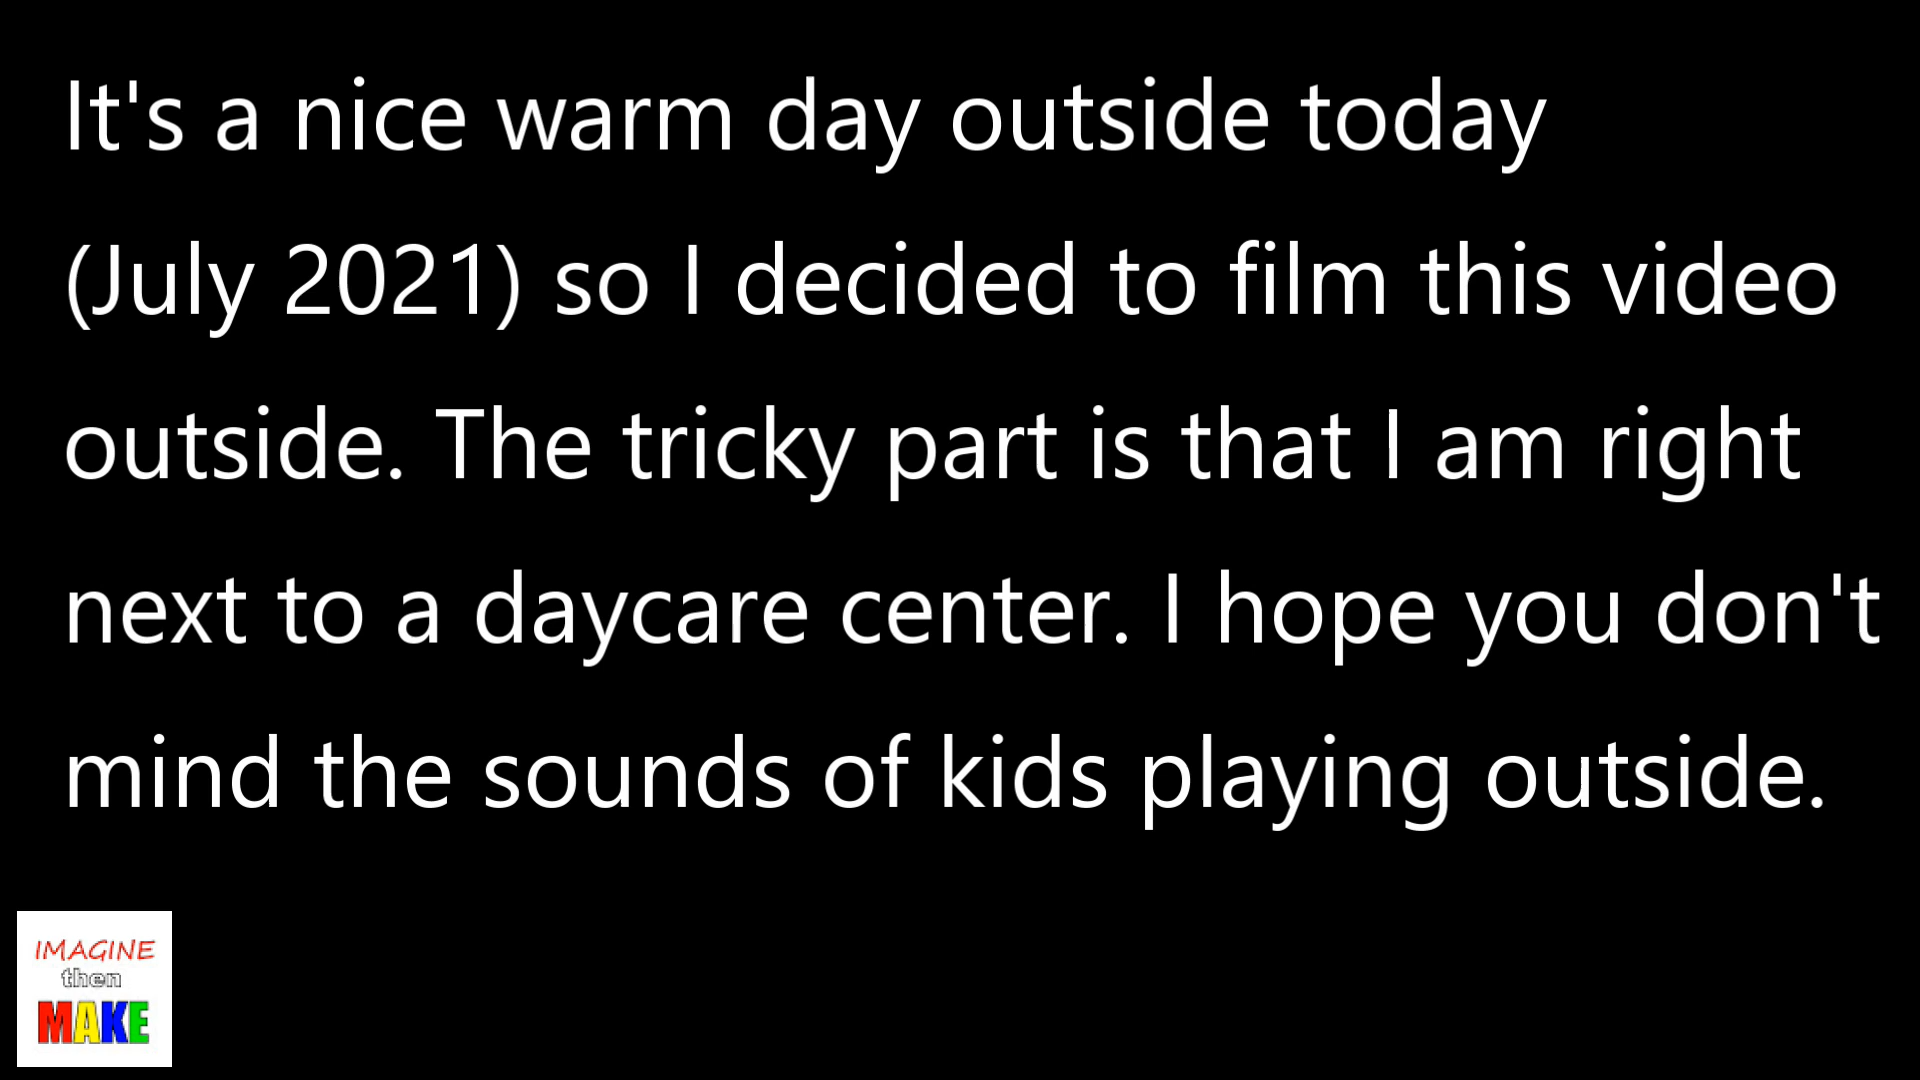 It's a nice warm day outside today
(July 2021) so I decided to film this video
outside. The tricky part is that I am right
next to a daycare center. I hope you don't
mind the sounds of kids playing outside.
IMAGINE
then
MAKE